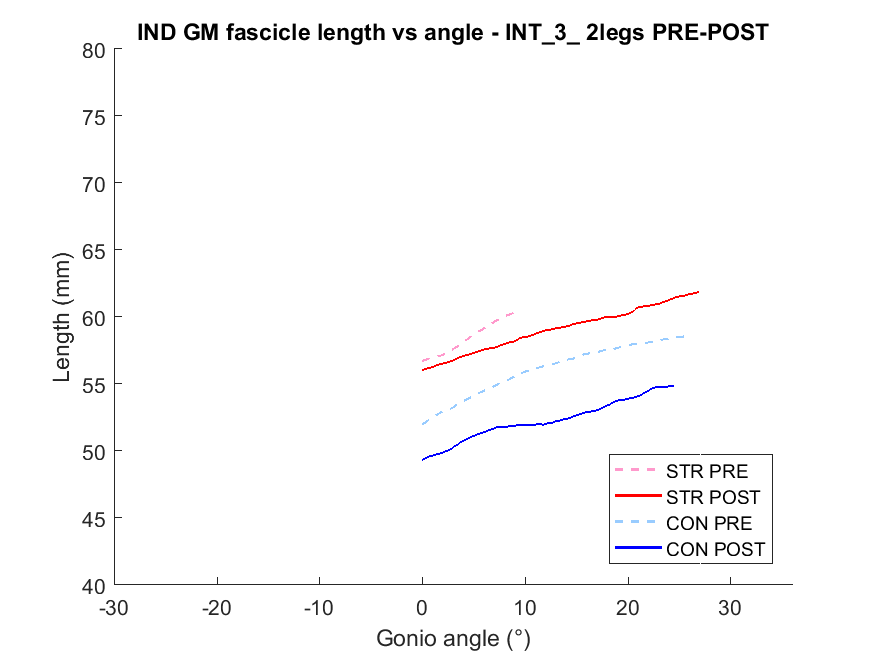 IND GM fascicle length vs angle - INT_3_ 2legs PRE-POST
80
75
70
65
60
55
50
45
40
Length (mm)
-30
-20
-10
0
10
20
30
Gonio angle (°)
STR PRE
STR POST
CON PRE
CON POST